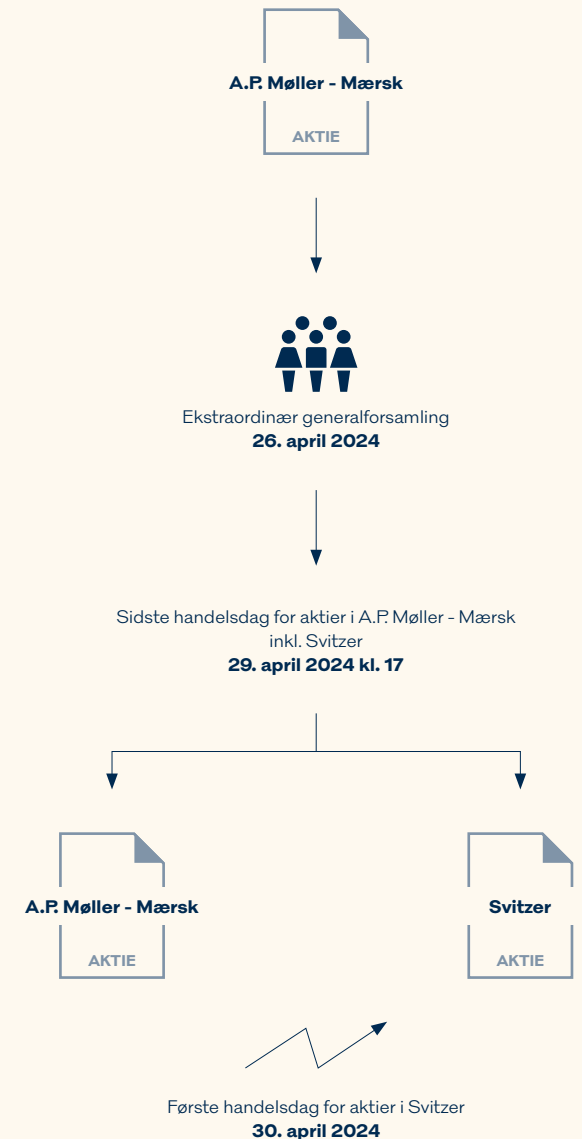 A.P. Møller - Mærsk
AKTIE
Ekstraordinær generalforsamling
26. april 2024
Sidste handelsdag for aktier i A.P. Møller - Mærsk
inkl. Svitzer
29. april 2024 kl. 17
A.P. Møller - Mærsk
AKTIE
Svitzer
AKTIE
Første handelsdag for aktier i Svitzer
30. april 2024